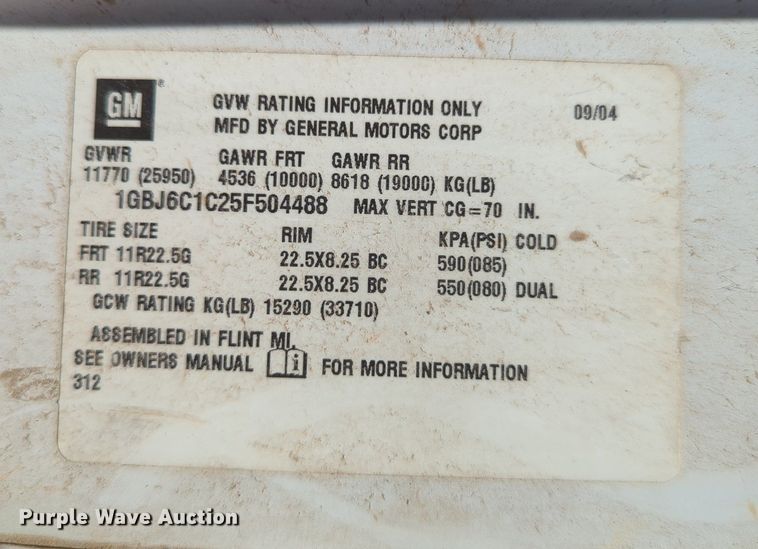 GM®
GVW RATING INFORMATION ONLY 09/04
MFD BY GENERAL MOTORS CORP
GVWR GAWR FRT GAWR RR
11770 (25950) 4536 (10000) 8618 (19000) KG(LB)
1GBJ6C1C25F504488 MAX VERT CG=70 IN.
TIRE SIZE RIM KPA(PSI) COLD
FRT 11R22.5G 22.5X8.25 BC 590(085)
RR 11R22.5G 22.5X8.25 BC 550(080) DUAL
GCW RATING KG(LB) 15290 (33710)
ASSEMBLED IN FLINT MI.
SEE OWNERS MANUAL i FOR MORE INFORMATION
312
Purple Wave Auction